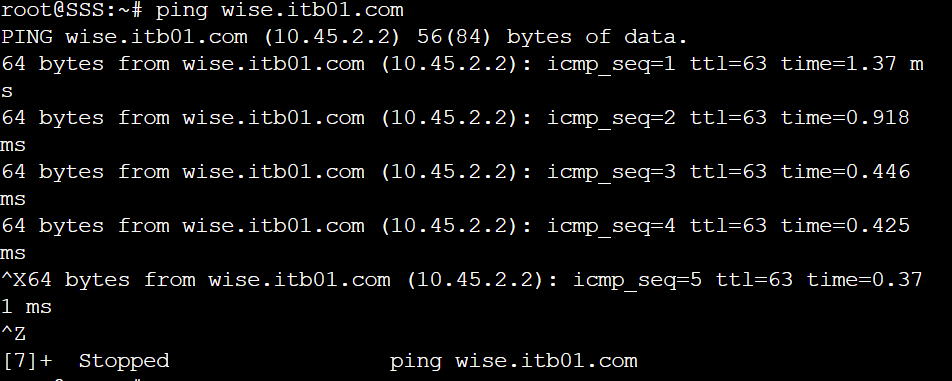 root@SSS:~# ping wise.itb01.com
PING wise.itb01.com (10.45.2.2) 56(84) bytes of data.
64 bytes from wise.itb01.com (10.45.2.2): icmp_seq=1 ttl=63 time=1.37 m
s
64 bytes from wise.itb01.com (10.45.2.2): icmp_seq=2 ttl=63 time=0.918
ms
64 bytes from wise.itb01.com (10.45.2.2): icmp_seq=3 ttl=63 time=0.446
ms
64 bytes from wise.itb01.com (10.45.2.2): icmp_seq=4 ttl=63 time=0.425
ms
^X64 bytes from wise.itb01.com (10.45.2.2): icmp_seq=5 ttl=63 time=0.37
1 ms
^Z
[7]+  Stopped                 ping wise.itb01.com